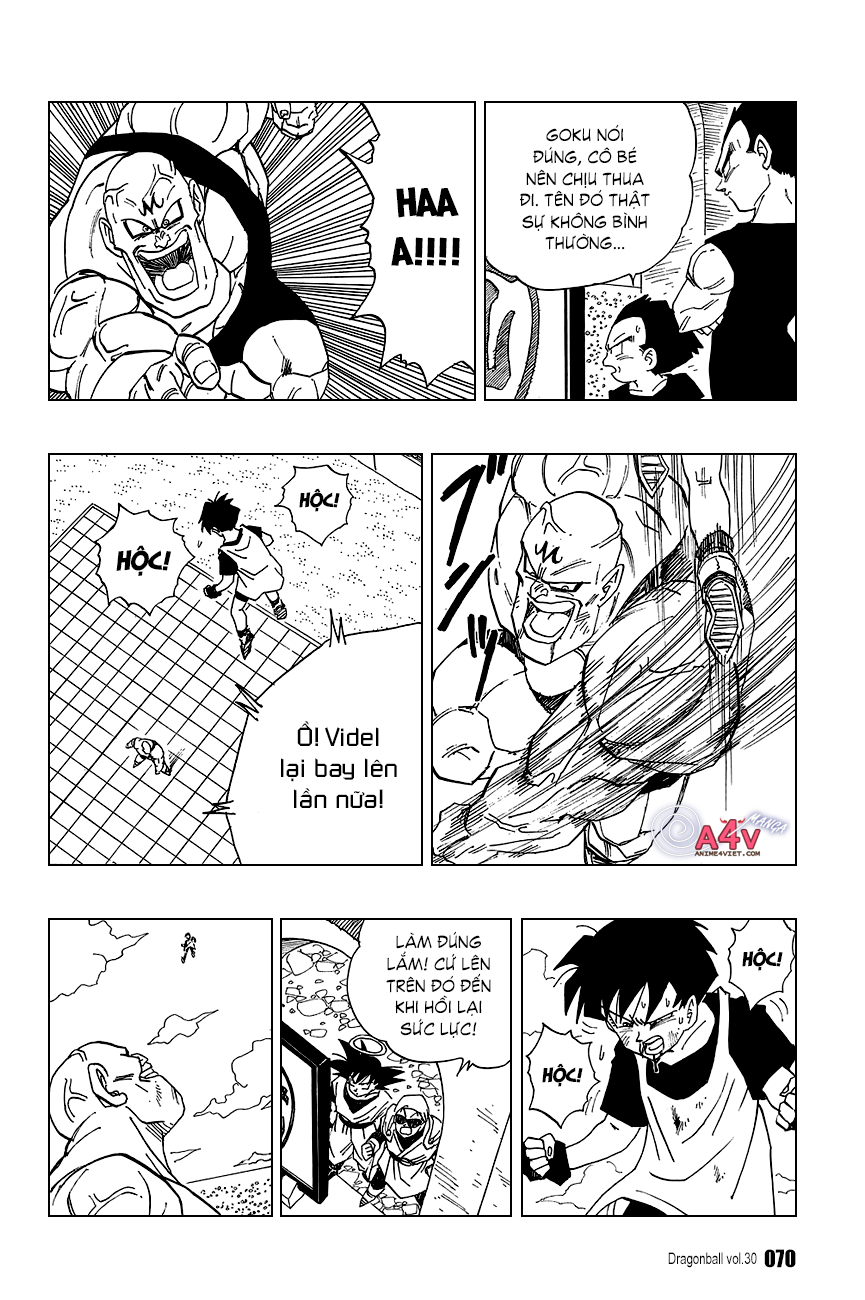 GOKU NÓI
ĐÚNG, CÔ BÉ
NÊN CHỊU THUA
ĐI. TÊN ĐÓ THẬT
SỰ KHÔNG BÌNH
THƯỜNG...
HAA
A!!!!
M
M
HỘC!
HỘC!
Ồ! Videl
lại bay lên
lần nữa!
A4V
MANGA
ANIME4VIET.COM
HỘC!
HỘC!
LÀM ĐÚNG
LẮM! CỨ LÊN
TRÊN ĐÓ ĐẾN
KHI HỒI LẠI
SỨC LỰC!
Dragonball vol.30 070